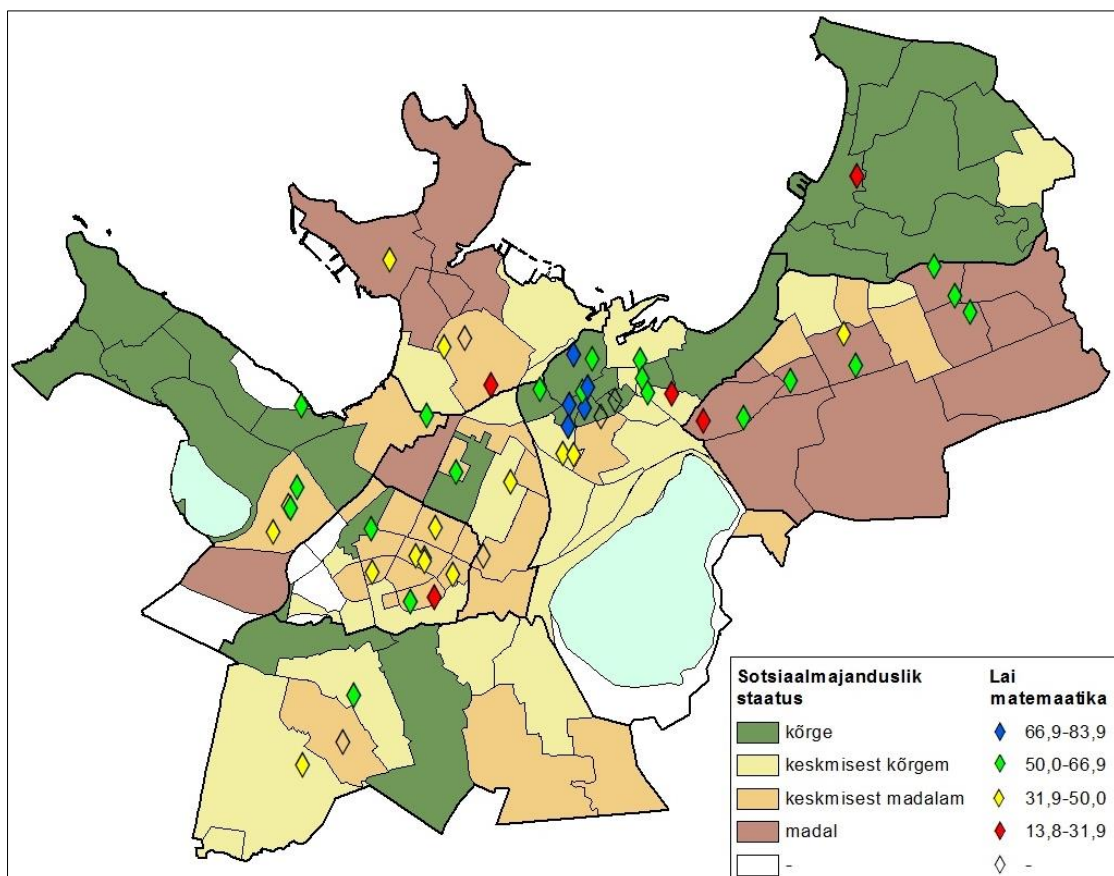 Sotsiaalmajanduslik
staatus
kõrge
keskmisest kõrgem
keskmisest madalam
madal
-
Lai
matemaatika
66,9-83,9
50,0-66,9
31,9-50,0
13,8-31,9
-